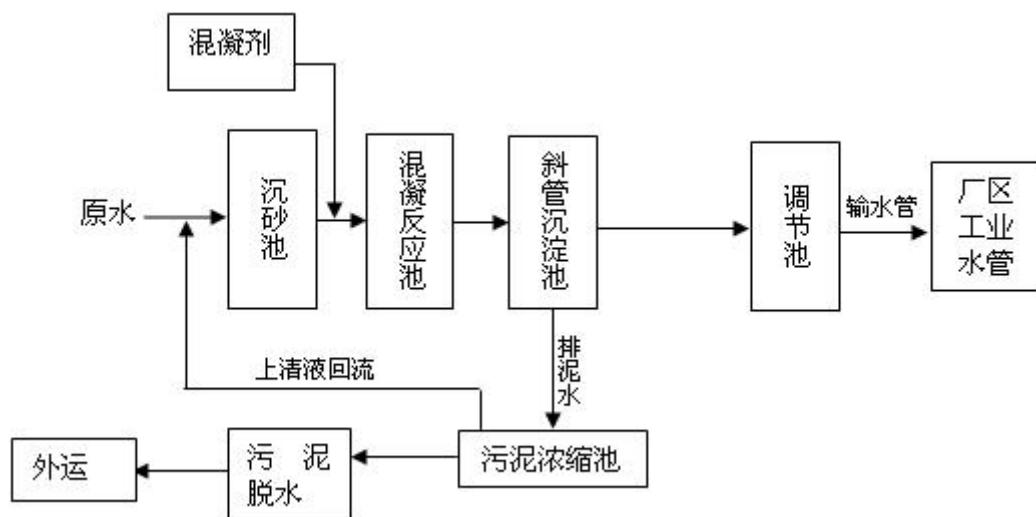 混凝剂
原水
沉砂池
混凝反应池
斜管沉淀池
调节池
输水管
厂区
工业
水管
上清液回流
排泥水
外运
污 泥
脱水
污泥浓缩池